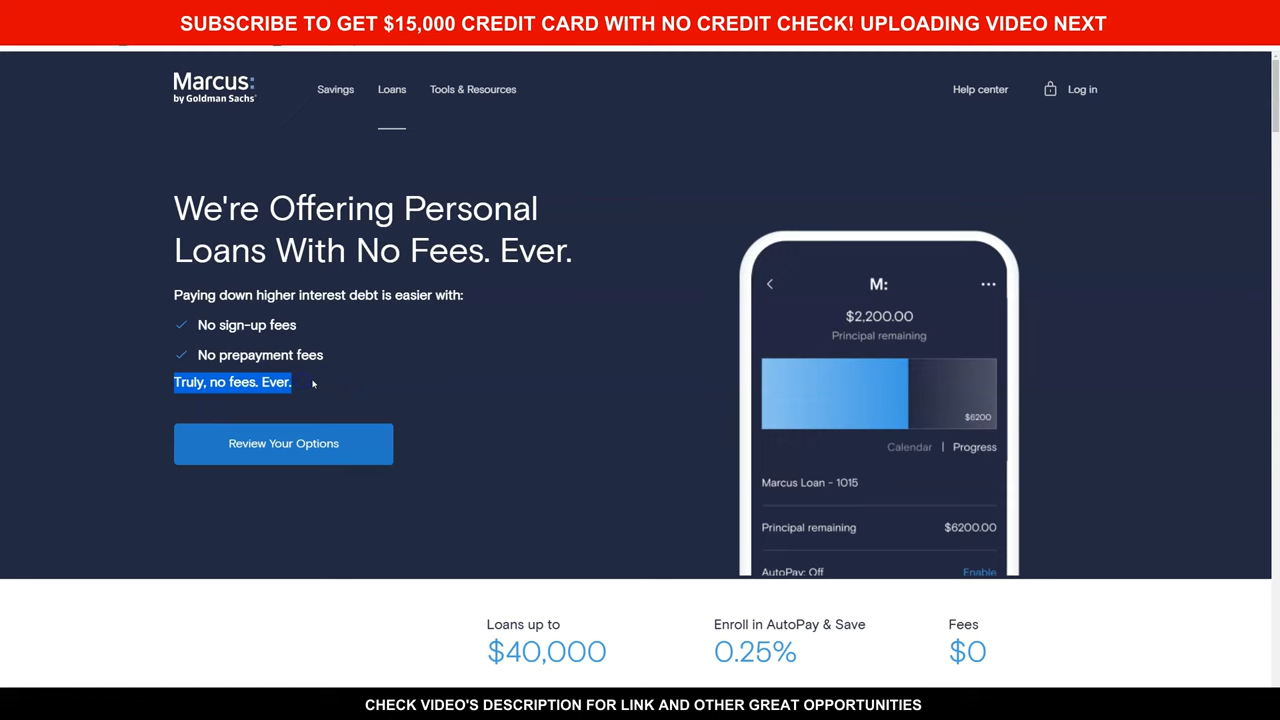 SUBSCRIBE TO GET $15,000 CREDIT CARD WITH NO CREDIT CHECK! UPLOADING VIDEO NEXT
Marcus:
by Goldman Sachs®
Savings
Loans
Tools & Resources
Help center
Log in
We're Offering Personal
Loans With No Fees. Ever.
Paying down higher interest debt is easier with:
No sign-up fees
No prepayment fees
Truly, no fees. Ever.
Review Your Options
M:
$2,200.00
Principal remaining
$6200
Calendar | Progress
Marcus Loan - 1015
Principal remaining $6200.00
AutoPay: Off Enable
Loans up to
$40,000
Enroll in AutoPay & Save
0.25%
Fees
$0
CHECK VIDEO'S DESCRIPTION FOR LINK AND OTHER GREAT OPPORTUNITIES